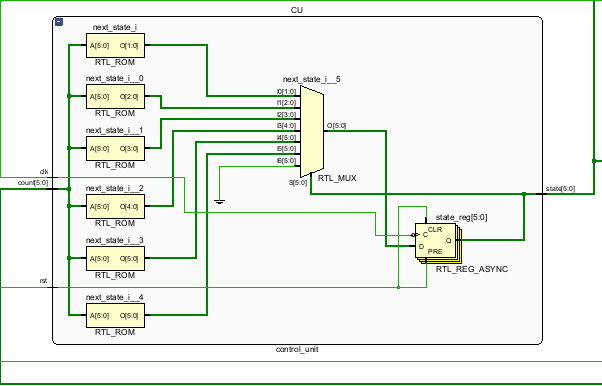 CU
next_state_i
A[5:0] O[1:0]
RTL_ROM
next_state_i__0
A[5:0] O[2:0]
RTL_ROM
next_state_i__1
A[5:0] O[3:0]
RTL_ROM
next_state_i__2
A[5:0] O[4:0]
RTL_ROM
next_state_i__3
A[5:0] O[5:0]
RTL_ROM
next_state_i__4
A[5:0] O[5:0]
RTL_ROM
next_state_i__5
I0[1:0]
I1[2:0]
I2[3:0]
I3[4:0]
I4[5:0]
I5[5:0]
I6[5:0]
S[5:0]
O[5:0]
RTL_MUX
clk
count[5:0]
rst
state[5:0]
state_reg[5:0]
CLR
C
D
Q
PRE
RTL_REG_ASYNC
control_unit